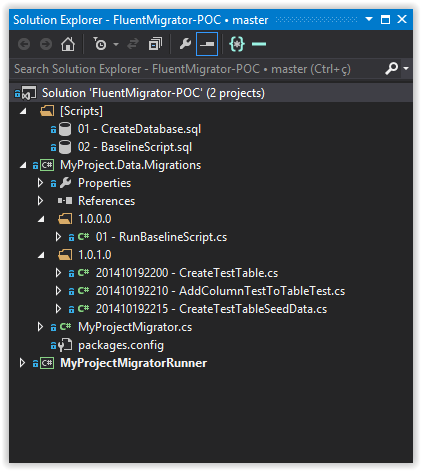 Solution Explorer - FluentMigrator-POC • master
Search Solution Explorer - FluentMigrator-POC • master (Ctrl+ç)
Solution 'FluentMigrator-POC' (2 projects)
[Scripts]
01 - CreateDatabase.sql
02 - BaselineScript.sql
C# MyProject.Data.Migrations
Properties
References
1.0.0.0
C# 01 - RunBaselineScript.cs
1.0.1.0
C# 201410192200 - CreateTestTable.cs
C# 201410192210 - AddColumnTestToTableTest.cs
C# 201410192215 - CreateTestTableSeedData.cs
C# MyProjectMigrator.cs
packages.config
C# MyProjectMigratorRunner